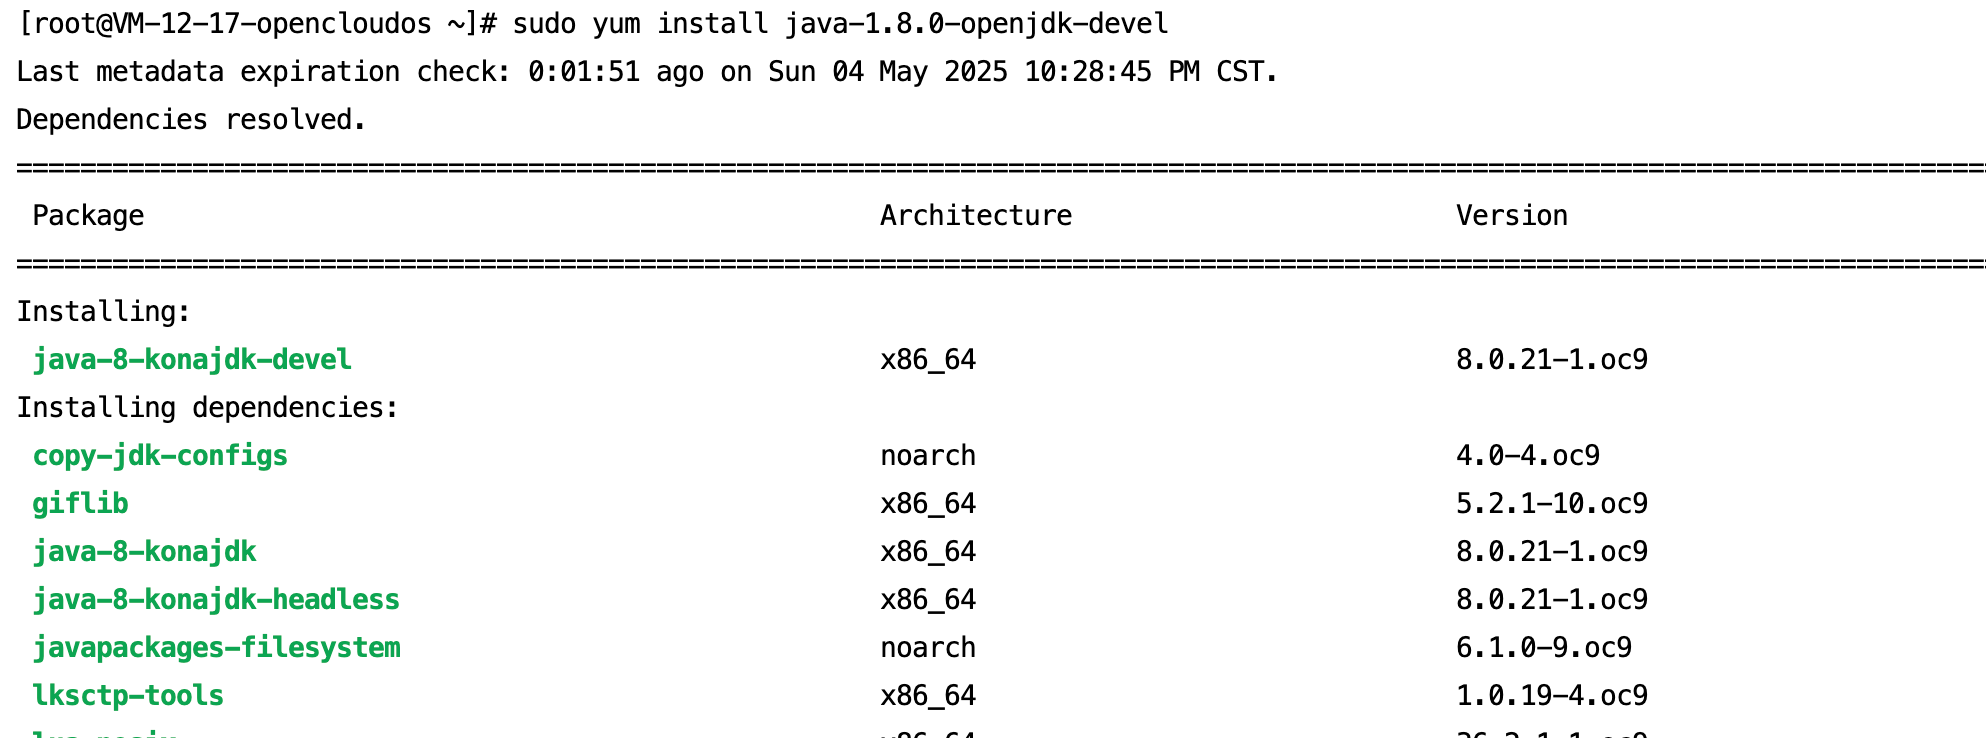 [root@VM-12-17-opencloudos ~]# sudo yum install java-1.8.0-openjdk-devel
Last metadata expiration check: 0:01:51 ago on Sun 04 May 2025 10:28:45 PM CST.
Dependencies resolved.
============================================================================================================================
Package Architecture Version
============================================================================================================================
Installing:
java-8-konajdk-devel x86_64 8.0.21-1.oc9
Installing dependencies:
copy-jdk-configs noarch 4.0-4.oc9
giflib x86_64 5.2.1-10.oc9
java-8-konajdk x86_64 8.0.21-1.oc9
java-8-konajdk-headless x86_64 8.0.21-1.oc9
javapackages-filesystem noarch 6.1.0-9.oc9
lksctp-tools x86_64 1.0.19-4.oc9